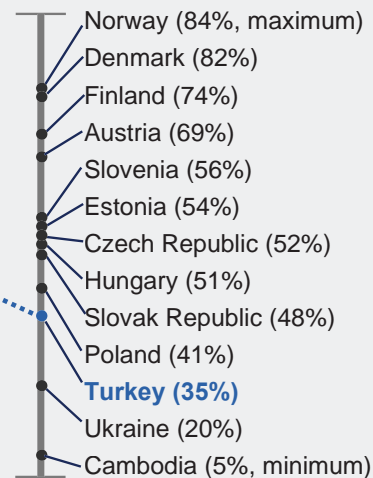 Norway (84%, maximum)
Denmark (82%)
Finland (74%)
Austria (69%)
Slovenia (56%)
Estonia (54%)
Czech Republic (52%)
Hungary (51%)
Slovak Republic (48%)
Poland (41%)
Turkey (35%)
Ukraine (20%)
Cambodia (5%, minimum)